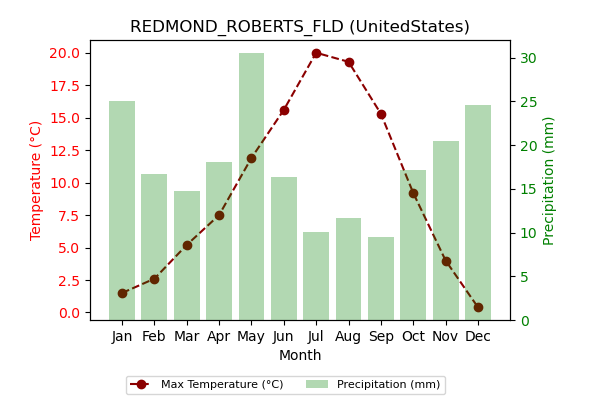 REDMOND_ROBERTS_FLD (UnitedStates)
Temperature (°C)
20.0
17.5
15.0
12.5
10.0
7.5
5.0
2.5
0.0
30
25
20
15
10
5
0
Precipitation (mm)
Jan Feb Mar Apr May Jun Jul Aug Sep Oct Nov Dec
Month
Max Temperature (°C) Precipitation (mm)